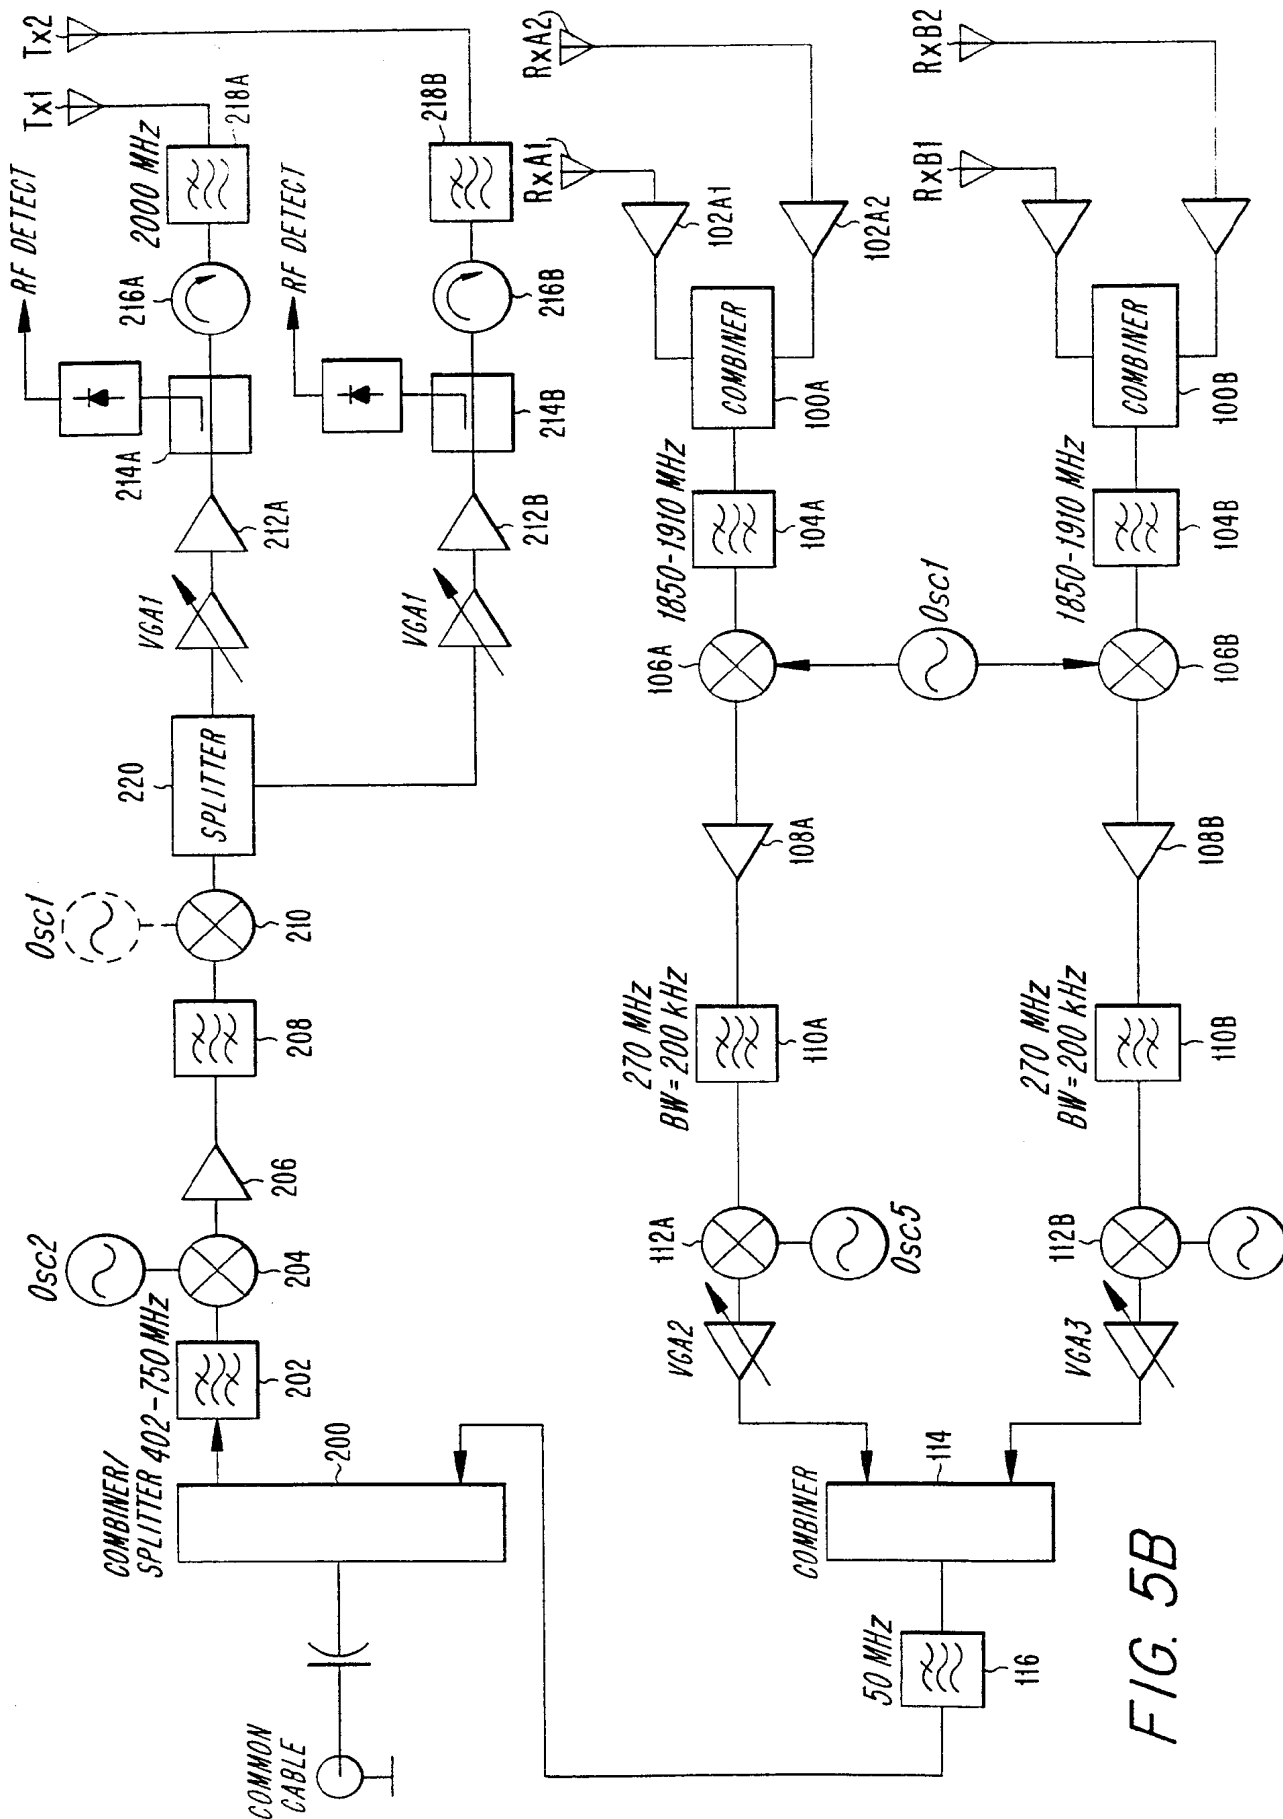 COMMON
CABLE
COMBINER/
SPLITTER
200
402-750 MHz
202
Osc2
204
206
208
Osc1
210
220
SPLITTER
VGA1
212A
214A
RF DETECT
216A
2000 MHz
218A
Tx1
Tx2
VGA1
212B
214B
RF DETECT
216B
218B
RxA1
RxA2
102A1
102A2
COMBINER
100A
1850-1910 MHz
104A
106A
Osc1
108A
270 MHz
BW=200 kHz
110A
112A
Osc5
VGA2
RxB1
RxB2
COMBINER
100B
1850-1910 MHz
104B
106B
108B
270 MHz
BW=200 kHz
110B
112B
VGA3
COMBINER
114
50 MHz
116
FIG. 5B